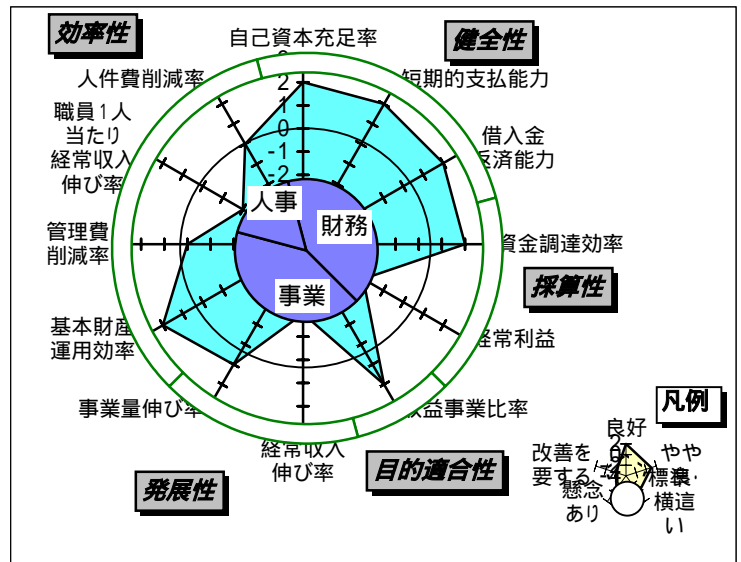 効率性
自己資本充足率
健全性
人件費削減率
短期的支払能力
2
1
0
-1
-2
職員1人
当たり
経常収入
伸び率
借入金
返済能力
人事
財務
管理費
削減率
資金調達効率
採算性
事業
基本財産
運用効率
経常利益
事業量伸び率
収益事業比率
凡例
経常収入
伸び率
目的適合性
発展性
良好
改善を
要する
やや
標準・
横這
い
懸念
あり